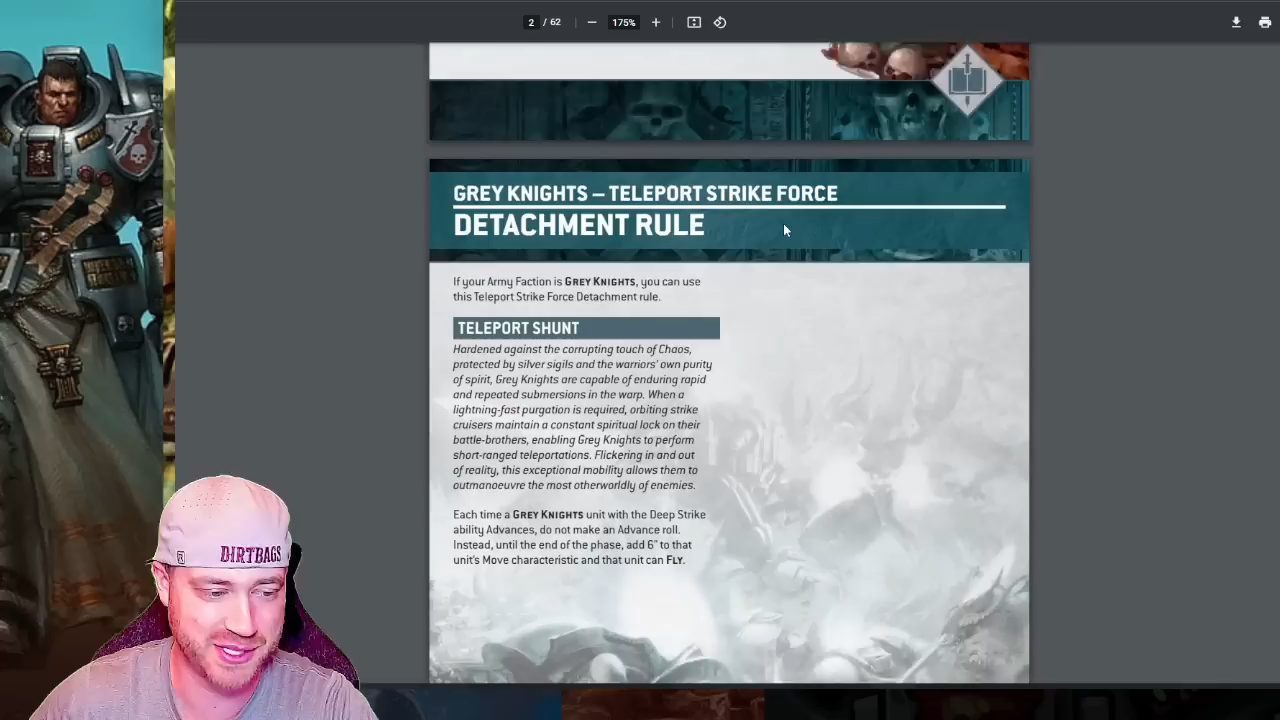 2 / 62
175%
GREY KNIGHTS – TELEPORT STRIKE FORCE
DETACHMENT RULE
If your Army Faction is GREY KNIGHTS, you can use
this Teleport Strike Force Detachment rule.
TELEPORT SHUNT
Hardened against the corrupting touch of Chaos,
protected by silver sigils and the warriors' own purity
of spirit, Grey Knights are capable of enduring rapid
and repeated submersions in the warp. When a
lightning-fast purgation is required, orbiting strike
cruisers maintain a constant spiritual lock on their
battle-brothers, enabling Grey Knights to perform
short-ranged teleportations. Flickering in and out
of reality, this exceptional mobility allows them to
outmanoeuvre the most otherworldly of enemies.
Each time a GREY KNIGHTS unit with the Deep Strike
ability Advances, do not make an Advance roll.
Instead, until the end of the phase, add 6" to that
unit's Move characteristic and that unit can FLY.
DIRTBAGS